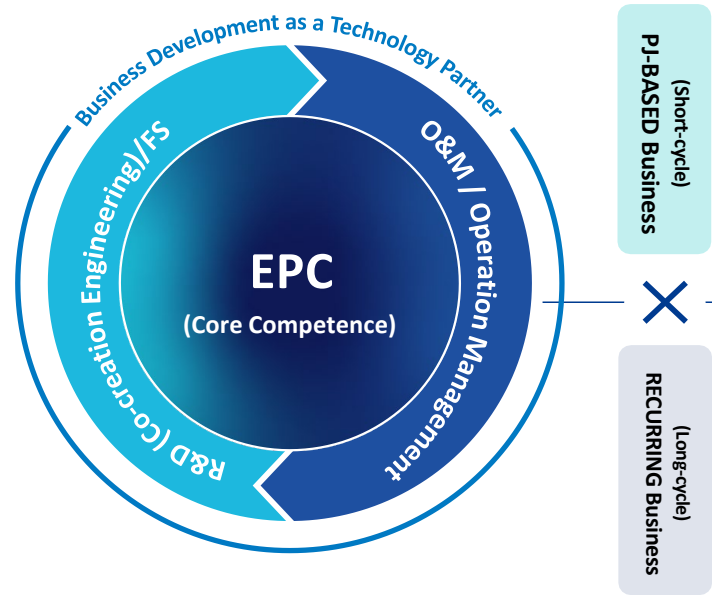 Business Development as a Technology Partner
R&D (Co-creation Engineering)/FS
O&M / Operation Management
EPC
(Core Competence)
(Short-cycle)
PJ-BASED Business
(Long-cycle)
RECURRING Business